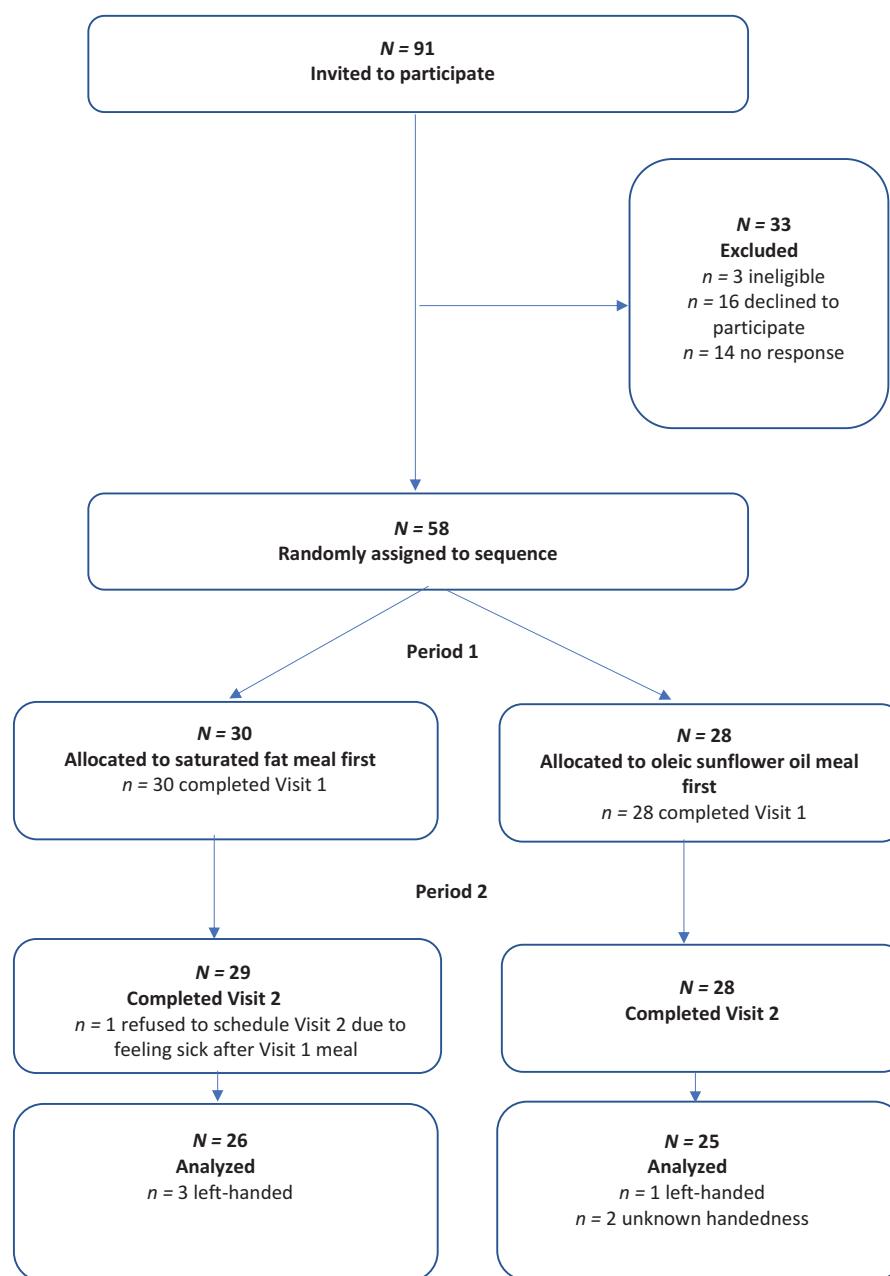 N = 91
Invited to participate
N = 33
Excluded
n = 3 ineligible
n = 16 declined to
participate
n = 14 no response
N = 58
Randomly assigned to sequence
Period 1
N = 30
Allocated to saturated fat meal first
n = 30 completed Visit 1
N = 28
Allocated to oleic sunflower oil meal
first
n = 28 completed Visit 1
Period 2
N = 29
Completed Visit 2
n = 1 refused to schedule Visit 2 due to
feeling sick after Visit 1 meal
N = 28
Completed Visit 2
N = 26
Analyzed
n = 3 left-handed
N = 25
Analyzed
n = 1 left-handed
n = 2 unknown handedness